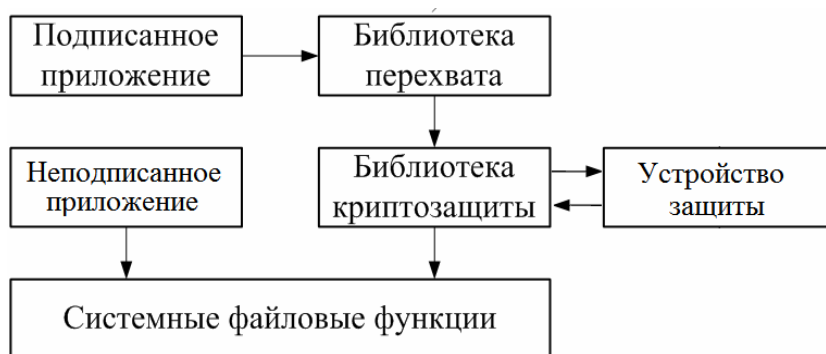 Подписанное
приложение
Библиотека
перехвата
Неподписанное
приложение
Библиотека
криптозащиты
Устройство
защиты
Системные файловые функции